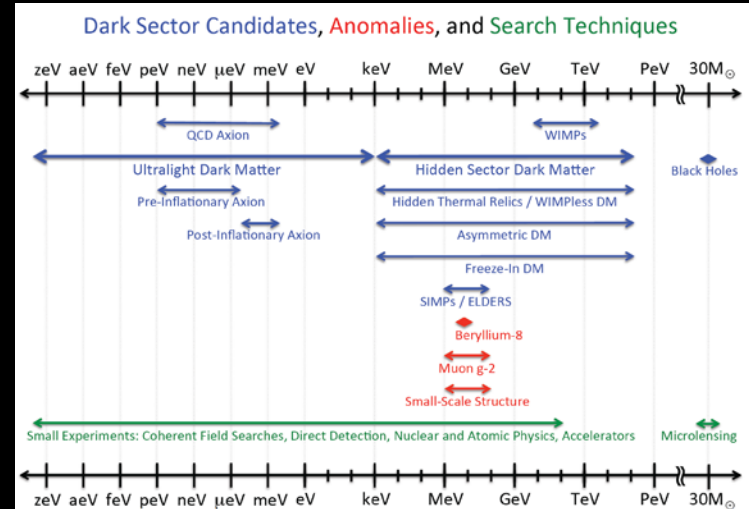 Dark Sector Candidates, Anomalies, and Search Techniques
zeV aeV feV peV neV μeV meV eV keV MeV GeV TeV PeV 30M☉
QCD Axion WIMPs
Ultralight Dark Matter Hidden Sector Dark Matter Black Holes
Pre-Inflationary Axion Hidden Thermal Relics / WIMPless DM
Post-Inflationary Axion Asymmetric DM
Freeze-In DM
SIMPs / ELDERS
Beryllium-8
Muon g-2
Small-Scale Structure
Small Experiments: Coherent Field Searches, Direct Detection, Nuclear and Atomic Physics, Accelerators Microlensing
zeV aeV feV peV neV μeV meV eV keV MeV GeV TeV PeV 30M☉